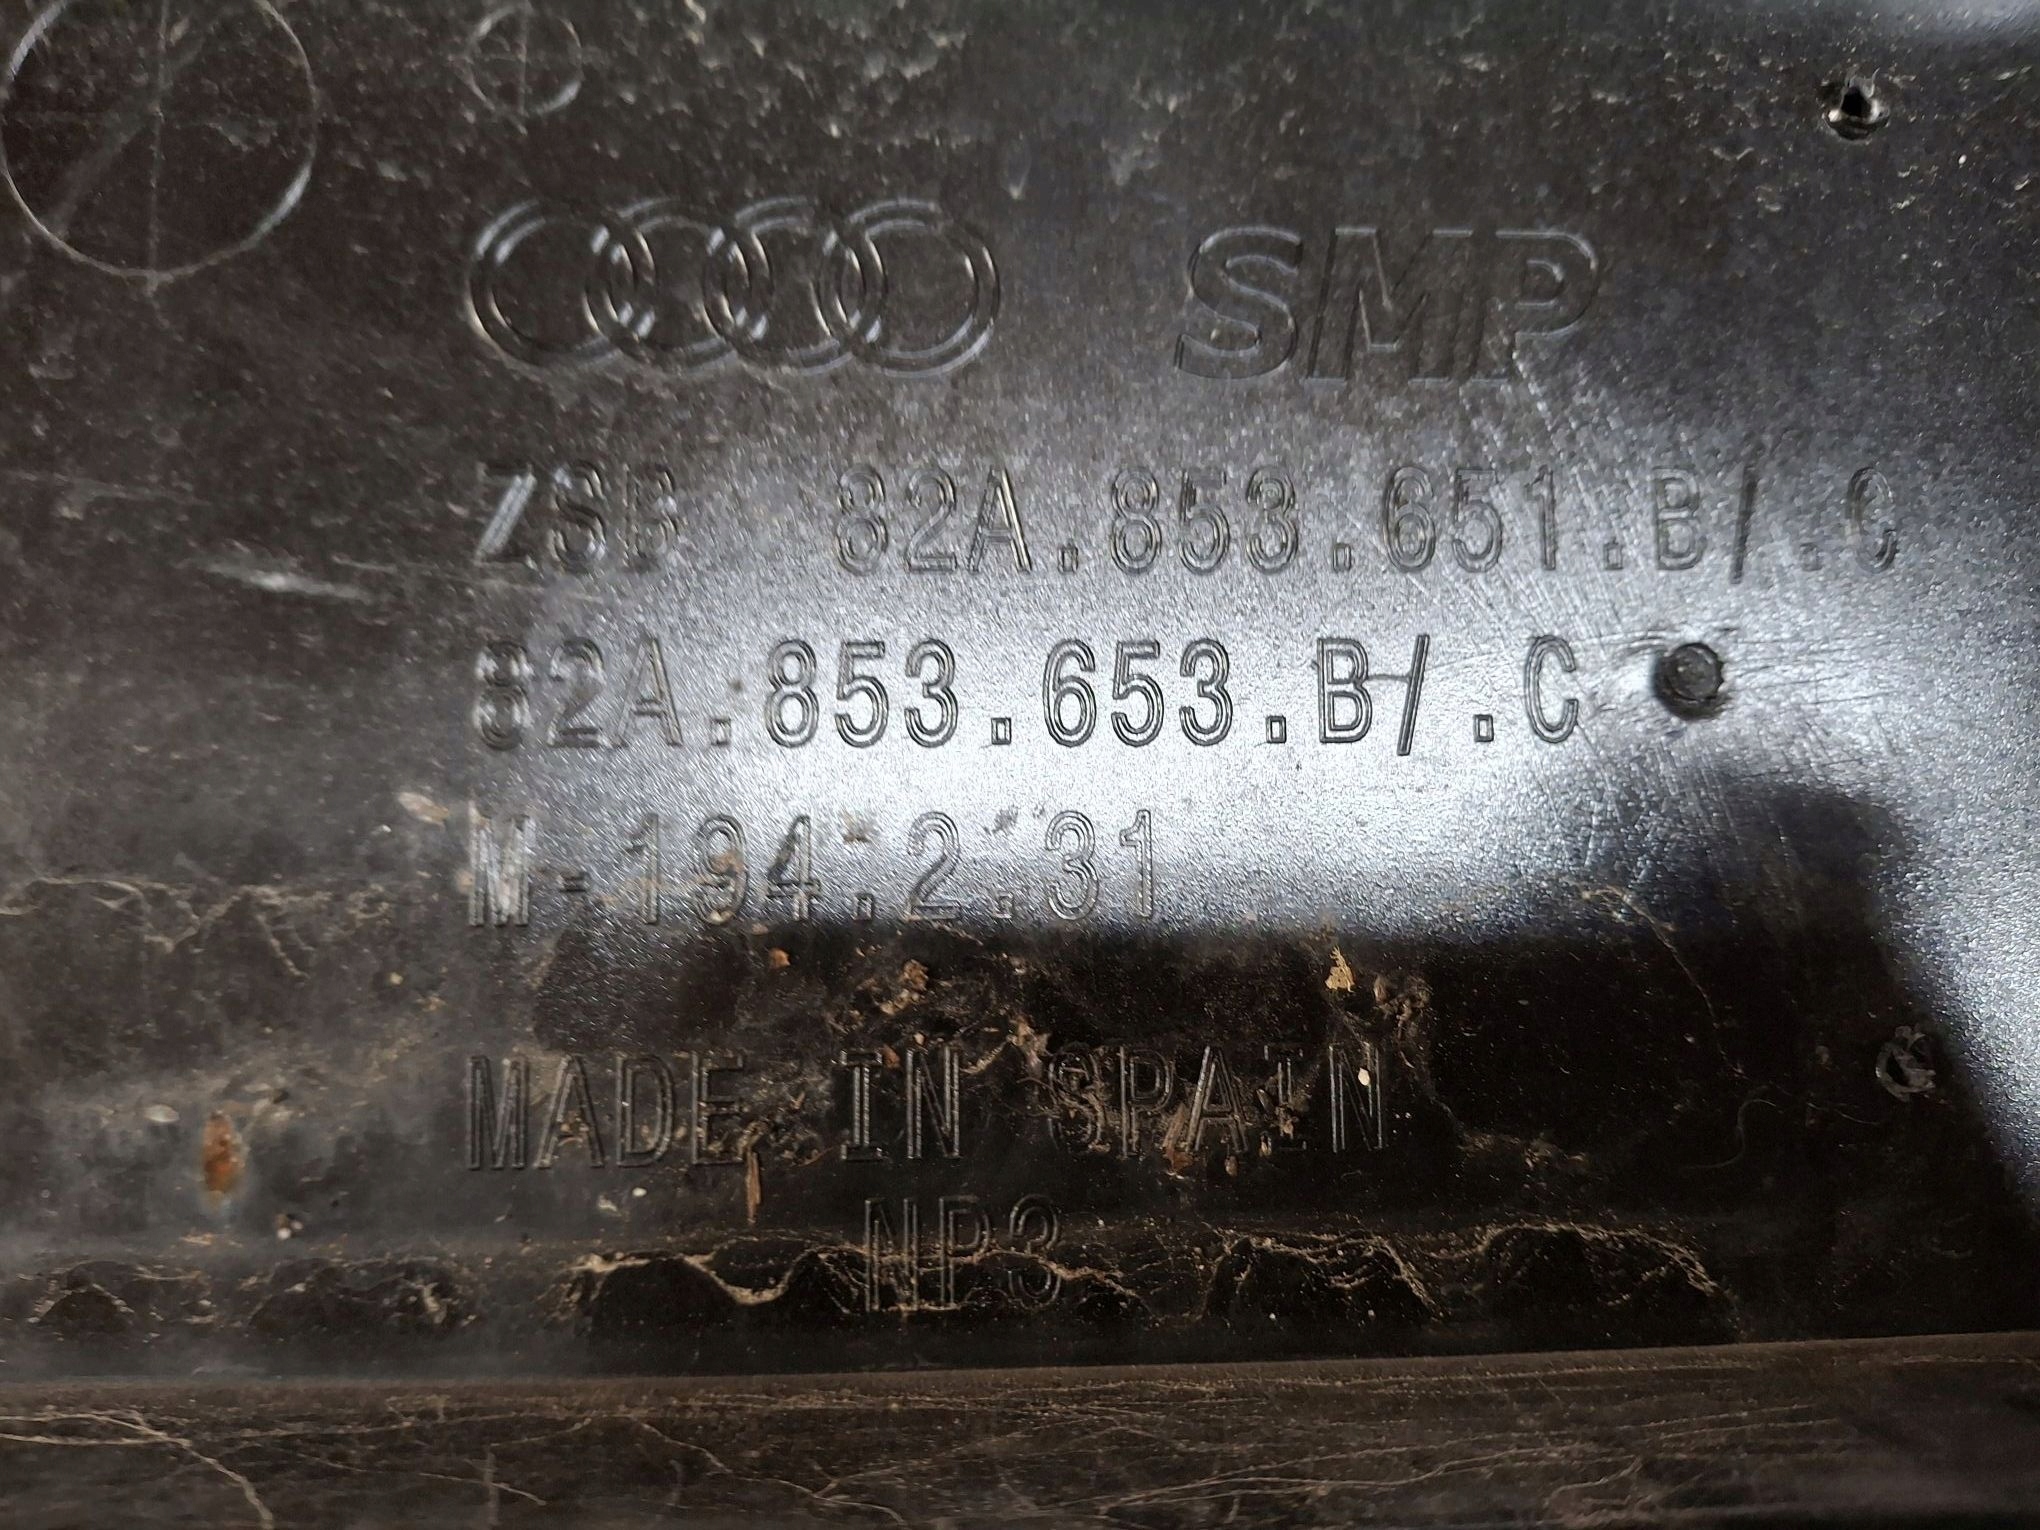 SMP
ZSB 82A.853.651.B/.C
82A.853.653.B/.C
M-194.2.31
MADE IN SPAIN
NP3